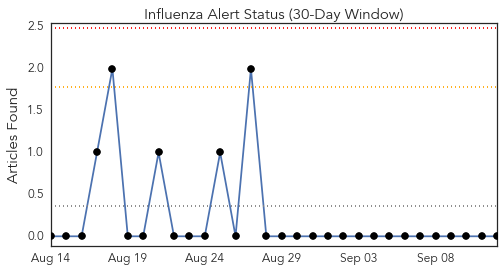 Influenza Alert Status (30-Day Window)
Articles Found
2.5
2.0
1.5
1.0
0.5
0.0
Aug 14
Aug 19
Aug 24
Aug 29
Sep 03
Sep 08